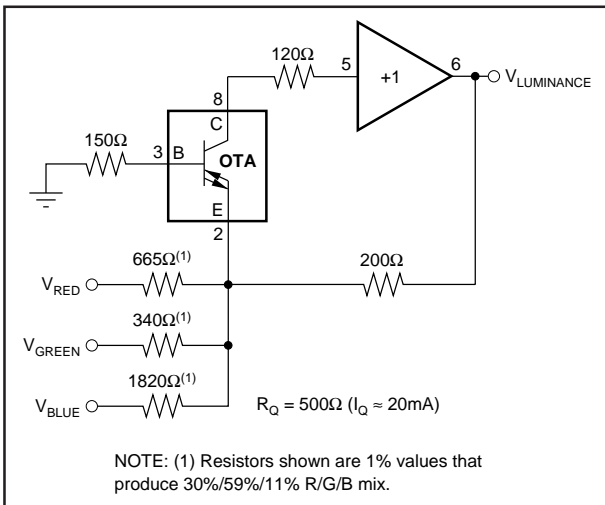 120Ω
5
+1
6
V_LUMINANCE
8
C
150Ω
3
B
OTA
E
2
665Ω(1)
V_RED
200Ω
340Ω(1)
V_GREEN
1820Ω(1)
V_BLUE
R_Q = 500Ω (I_Q ≈ 20mA)
NOTE: (1) Resistors shown are 1% values that
produce 30%/59%/11% R/G/B mix.